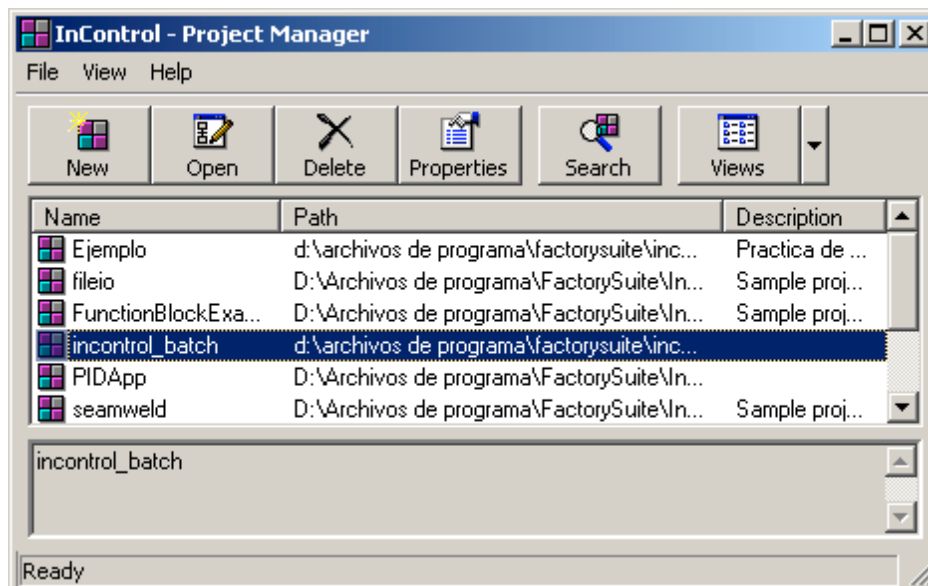 InControl - Project Manager
File View Help
New Open Delete Properties Search Views
Name Path Description
Ejemplo d:\archivos de programa\factorysuite\inc... Practica de ...
fileio D:\Archivos de programa\FactorySuite\In... Sample proj...
FunctionBlockExa... D:\Archivos de programa\FactorySuite\In... Sample proj...
incontrol_batch d:\archivos de programa\factorysuite\inc...
PIDApp D:\Archivos de programa\FactorySuite\In...
seamweld D:\Archivos de programa\FactorySuite\In... Sample proj...
incontrol_batch
Ready